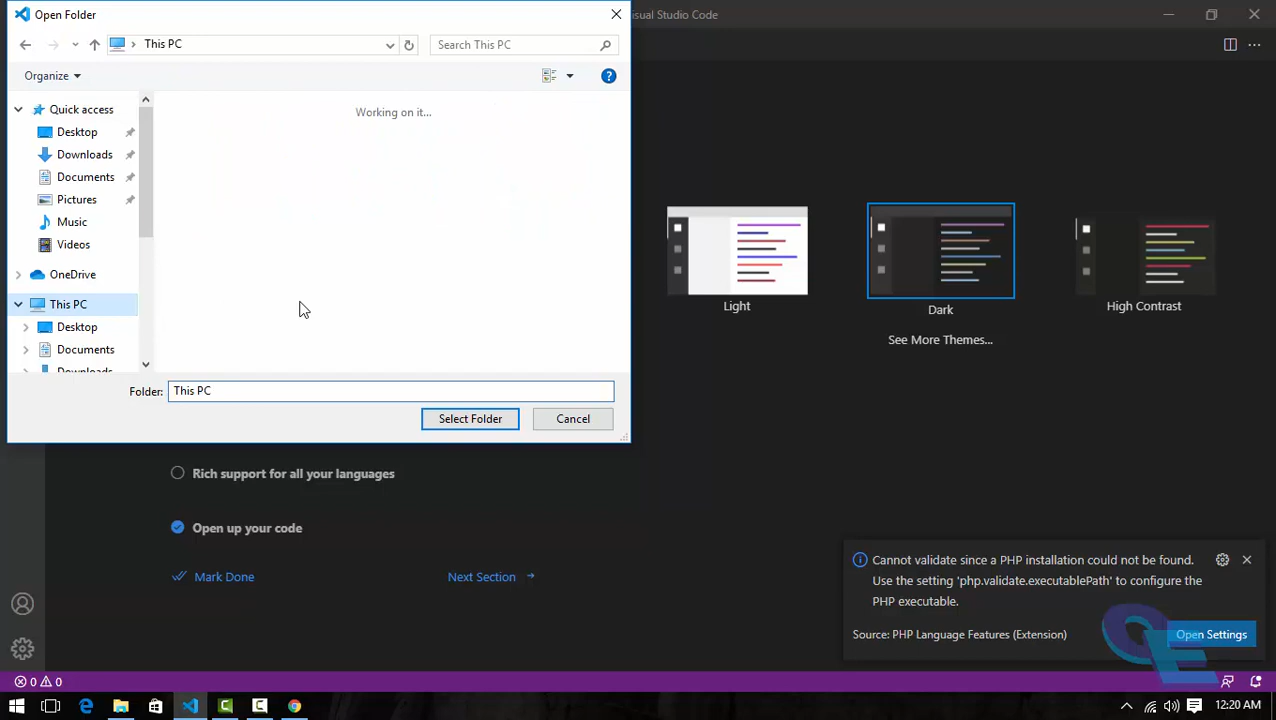 Open Folder
isual Studio Code
This PC
Search This PC
Organize
Working on it...
Quick access
Desktop
Downloads
Documents
Pictures
Music
Videos
OneDrive
This PC
Desktop
Documents
Downloads
Folder: This PC
Select Folder Cancel
Light
Dark
High Contrast
See More Themes...
Rich support for all your languages
Open up your code
Mark Done Next Section
Cannot validate since a PHP installation could not be found.
Use the setting 'php.validate.executablePath' to configure the
PHP executable.
Source: PHP Language Features (Extension) Open Settings
0 0
12:20 AM